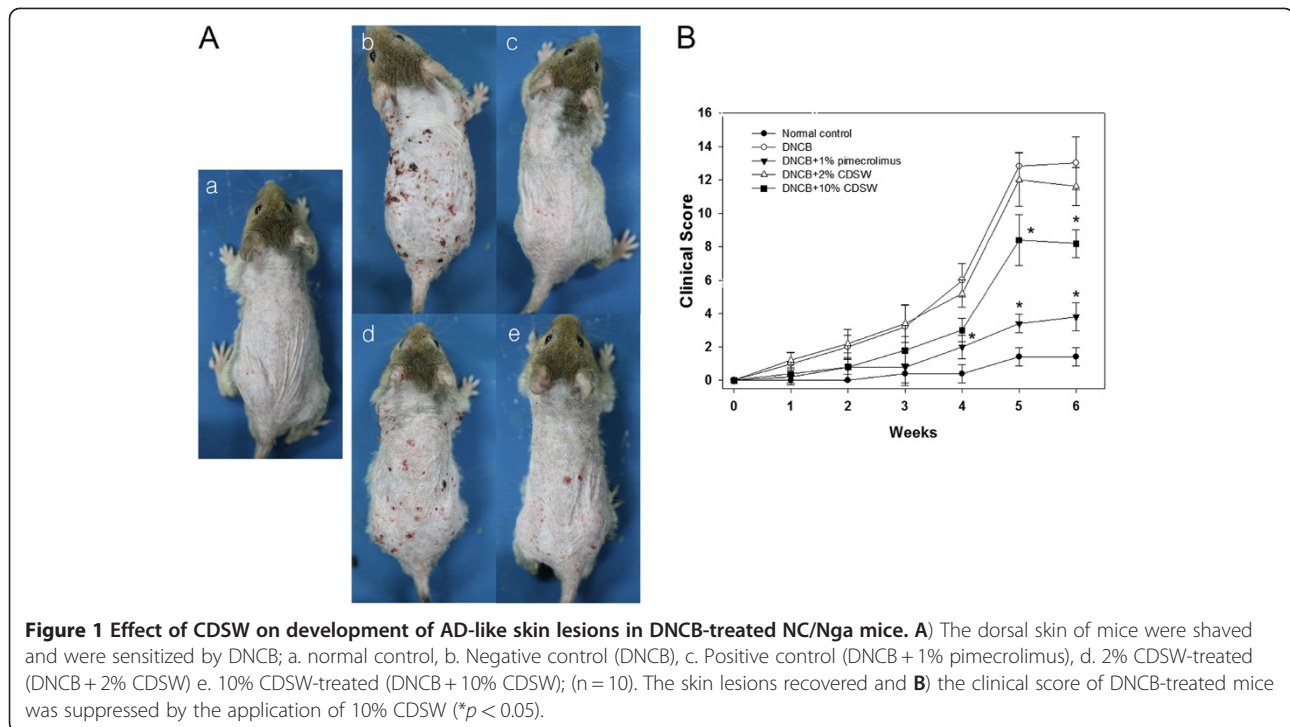 A
B
a
b
c
d
e
16
14
12
10
8
6
6
4
2
0
Clinical Score
Normal control
DNCB
DNCB+1% pimecrolimus
DNCB+2% CDSW
DNCB+10% CDSW
*
*
*
*
*
0 1 2 3 4 5 6
Weeks
Figure 1 Effect of CDSW on development of AD-like skin lesions in DNCB-treated NC/Nga mice. A) The dorsal skin of mice were shaved
and were sensitized by DNCB; a. normal control, b. Negative control (DNCB), c. Positive control (DNCB + 1% pimecrolimus), d. 2% CDSW-treated
(DNCB + 2% CDSW) e. 10% CDSW-treated (DNCB + 10% CDSW); (n = 10). The skin lesions recovered and B) the clinical score of DNCB-treated mice
was suppressed by the application of 10% CDSW (*p < 0.05).